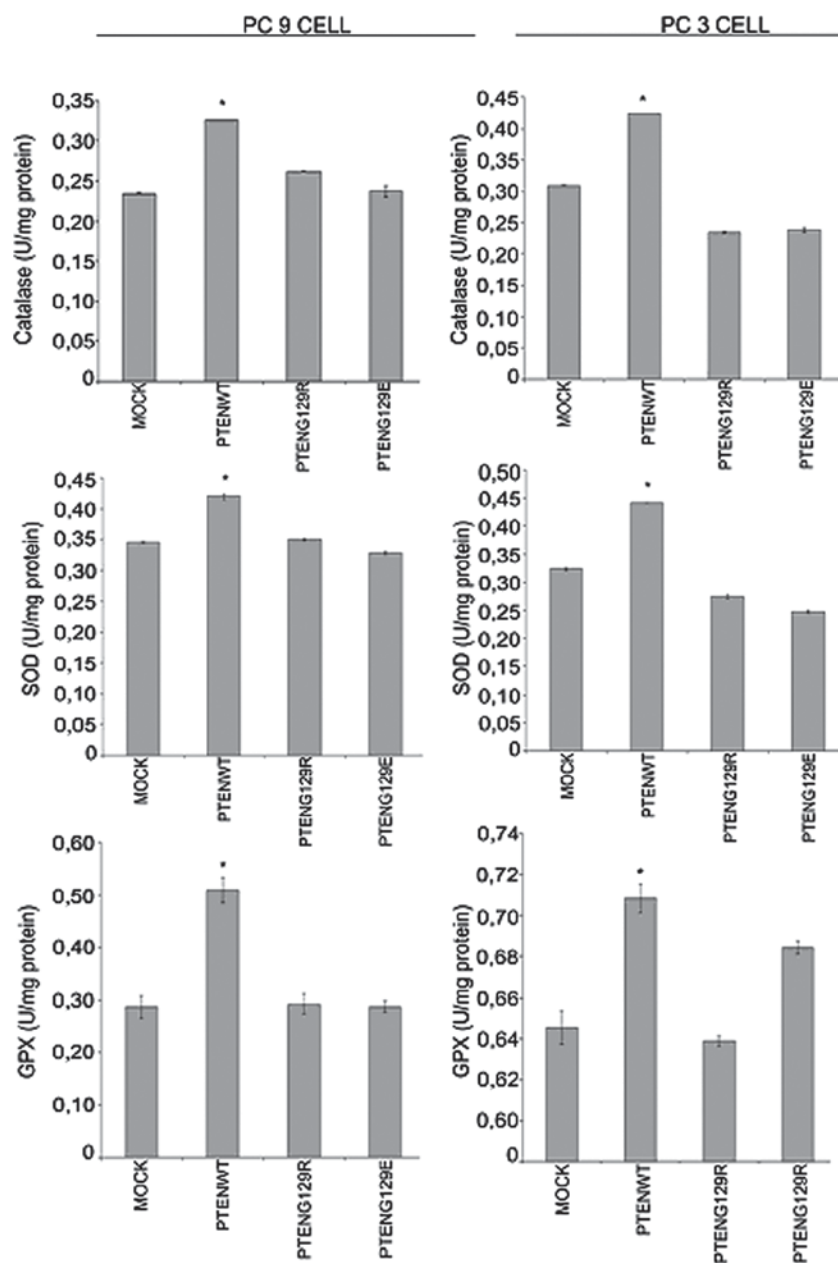 PC 9 CELL
PC 3 CELL
Catalase (U/mg protein)
0,35
0,30
0,25
0,20
0,15
0,10
0,05
0
*
MOCK
PTENWT
PTENG129R
PTENG129E
Catalase (U/mg protein)
0,45
0,40
0,35
0,30
0,25
0,20
0,15
0,10
0,05
0
*
MOCK
PTENWT
PTENG129R
PTENG129E
SOD (U/mg protein)
0,45
0,40
0,35
0,30
0,25
0,20
0,15
0,10
0,05
0
*
MOCK
PTENWT
PTENG129R
PTENG129E
SOD (U/mg protein)
0,50
0,45
0,40
0,35
0,30
0,25
0,20
0,15
0,10
0,05
0
*
MOCK
PTENWT
PTENG129R
PTENG129E
GPX (U/mg protein)
0,60
0,50
0,40
0,30
0,20
0,10
0
*
MOCK
PTENWT
PTENG129R
PTENG129E
GPX (U/mg protein)
0,74
0,72
0,70
0,68
0,66
0,64
0,62
0,60
0
*
MOCK
PTENWT
PTENG129R
PTENG129R